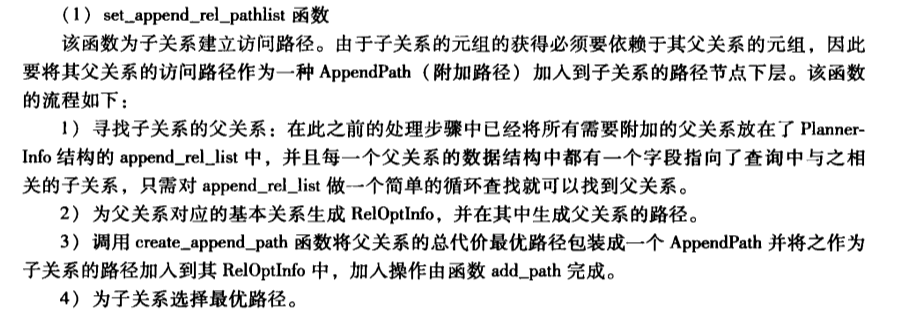 （1）set_append_rel_pathlist 函数
该函数为子关系建立访问路径。由于子关系的元组的获得必须要依赖于其父关系的元组，因此
要将其父关系的访问路径作为一种 AppendPath（附加路径）加入到子关系的路径节点下层。该函数
的流程如下：
1）寻找子关系的父关系：在此之前的处理步骤中已经将所有需要附加的父关系放在了 Planner-
Info 结构的 append_rel_list 中，并且每一个父关系的数据结构中都有一个字段指向了查询中与之相
关的子关系，只需对 append_rel_list 做一个简单的循环查找就可以找到父关系。
2）为父关系对应的基本关系生成 RelOptInfo，并在其中生成父关系的路径。
3）调用 create_append_path 函数将父关系的总代价最优路径包装成一个 AppendPath 并将之作为
子关系的路径加入到其 RelOptInfo 中，加入操作由函数 add_path 完成。
4）为子关系选择最优路径。